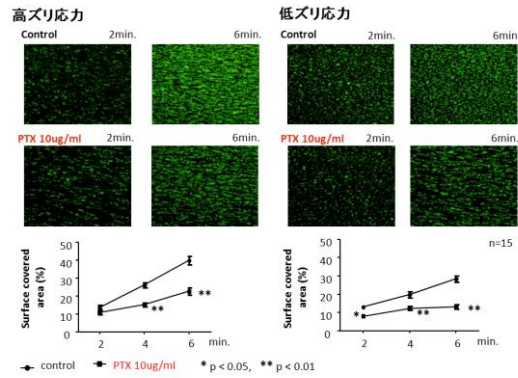 高ズリ応力
Control 2min. 6min.
PTX 10ug/ml 2min. 6min.
Surface covered area (%)
50
40
30
20
10
0
2 4 6 min.
**
**
低ズリ応力
Control 2min. 6min.
PTX 10ug/ml 2min. 6min.
n=15
Surface covered area (%)
50
40
30
20
10
0
2 4 6 min.
*
**
**
control PTX 10ug/ml * p < 0.05, ** p < 0.01